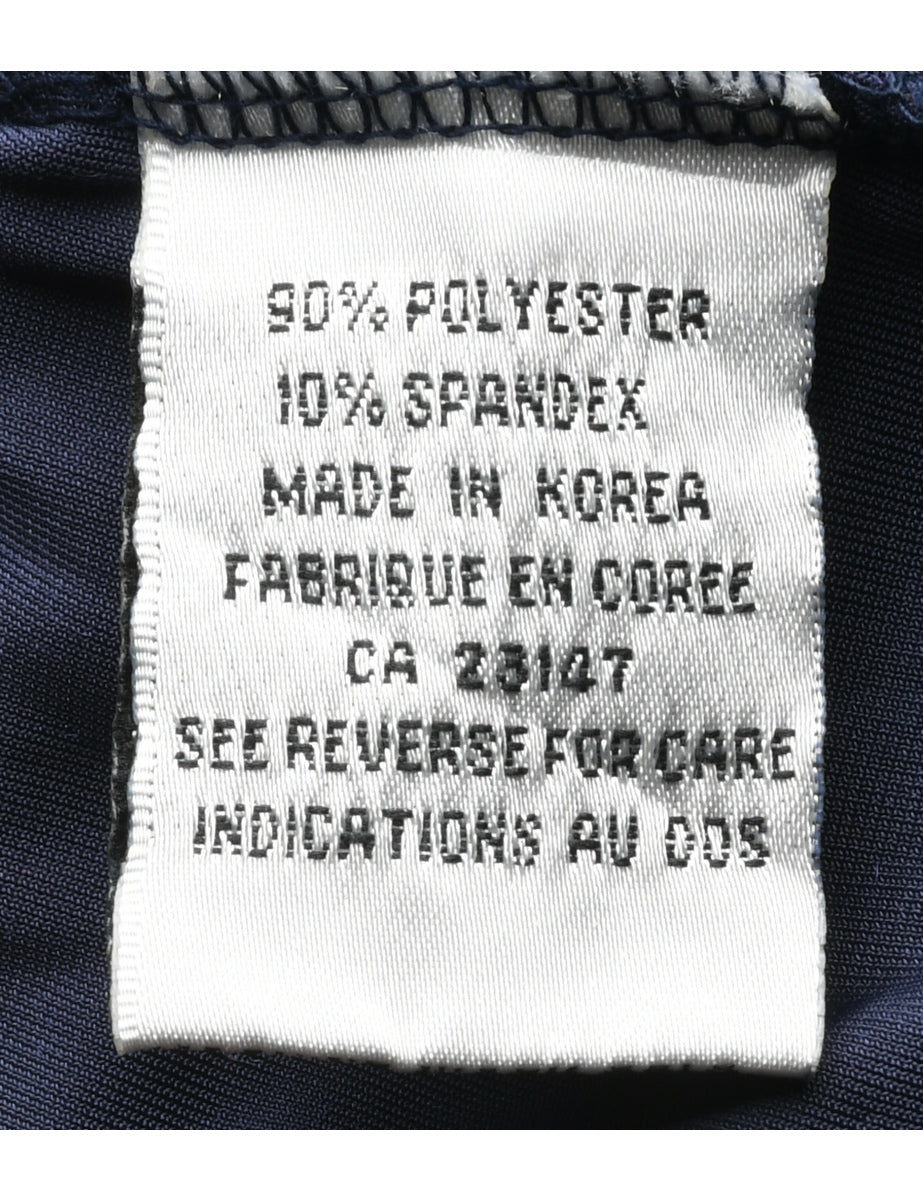 90% POLYESTER
10% SPANDEX
MADE IN KOREA
FABRIQUE EN COREE
CA 23147
SEE REVERSE FOR CARE
INDICATIONS AU DOS